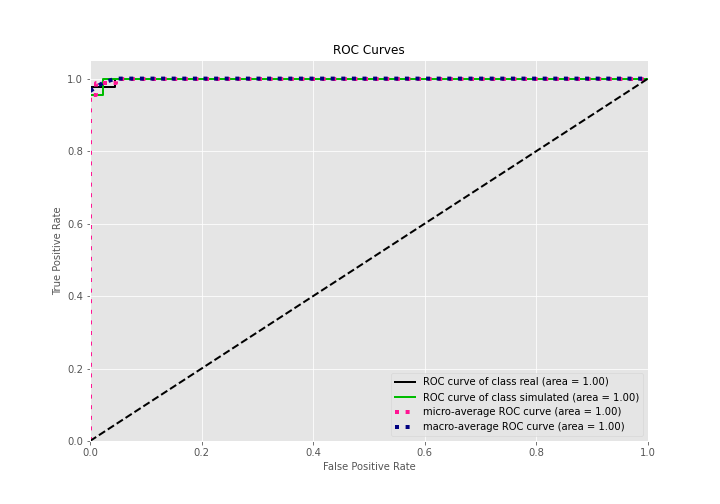 ROC Curves
True Positive Rate
1.0
0.8
0.6
0.4
0.2
0.0
0.0 0.2 0.4 0.6 0.8 1.0
False Positive Rate
ROC curve of class real (area = 1.00)
ROC curve of class simulated (area = 1.00)
micro-average ROC curve (area = 1.00)
macro-average ROC curve (area = 1.00)